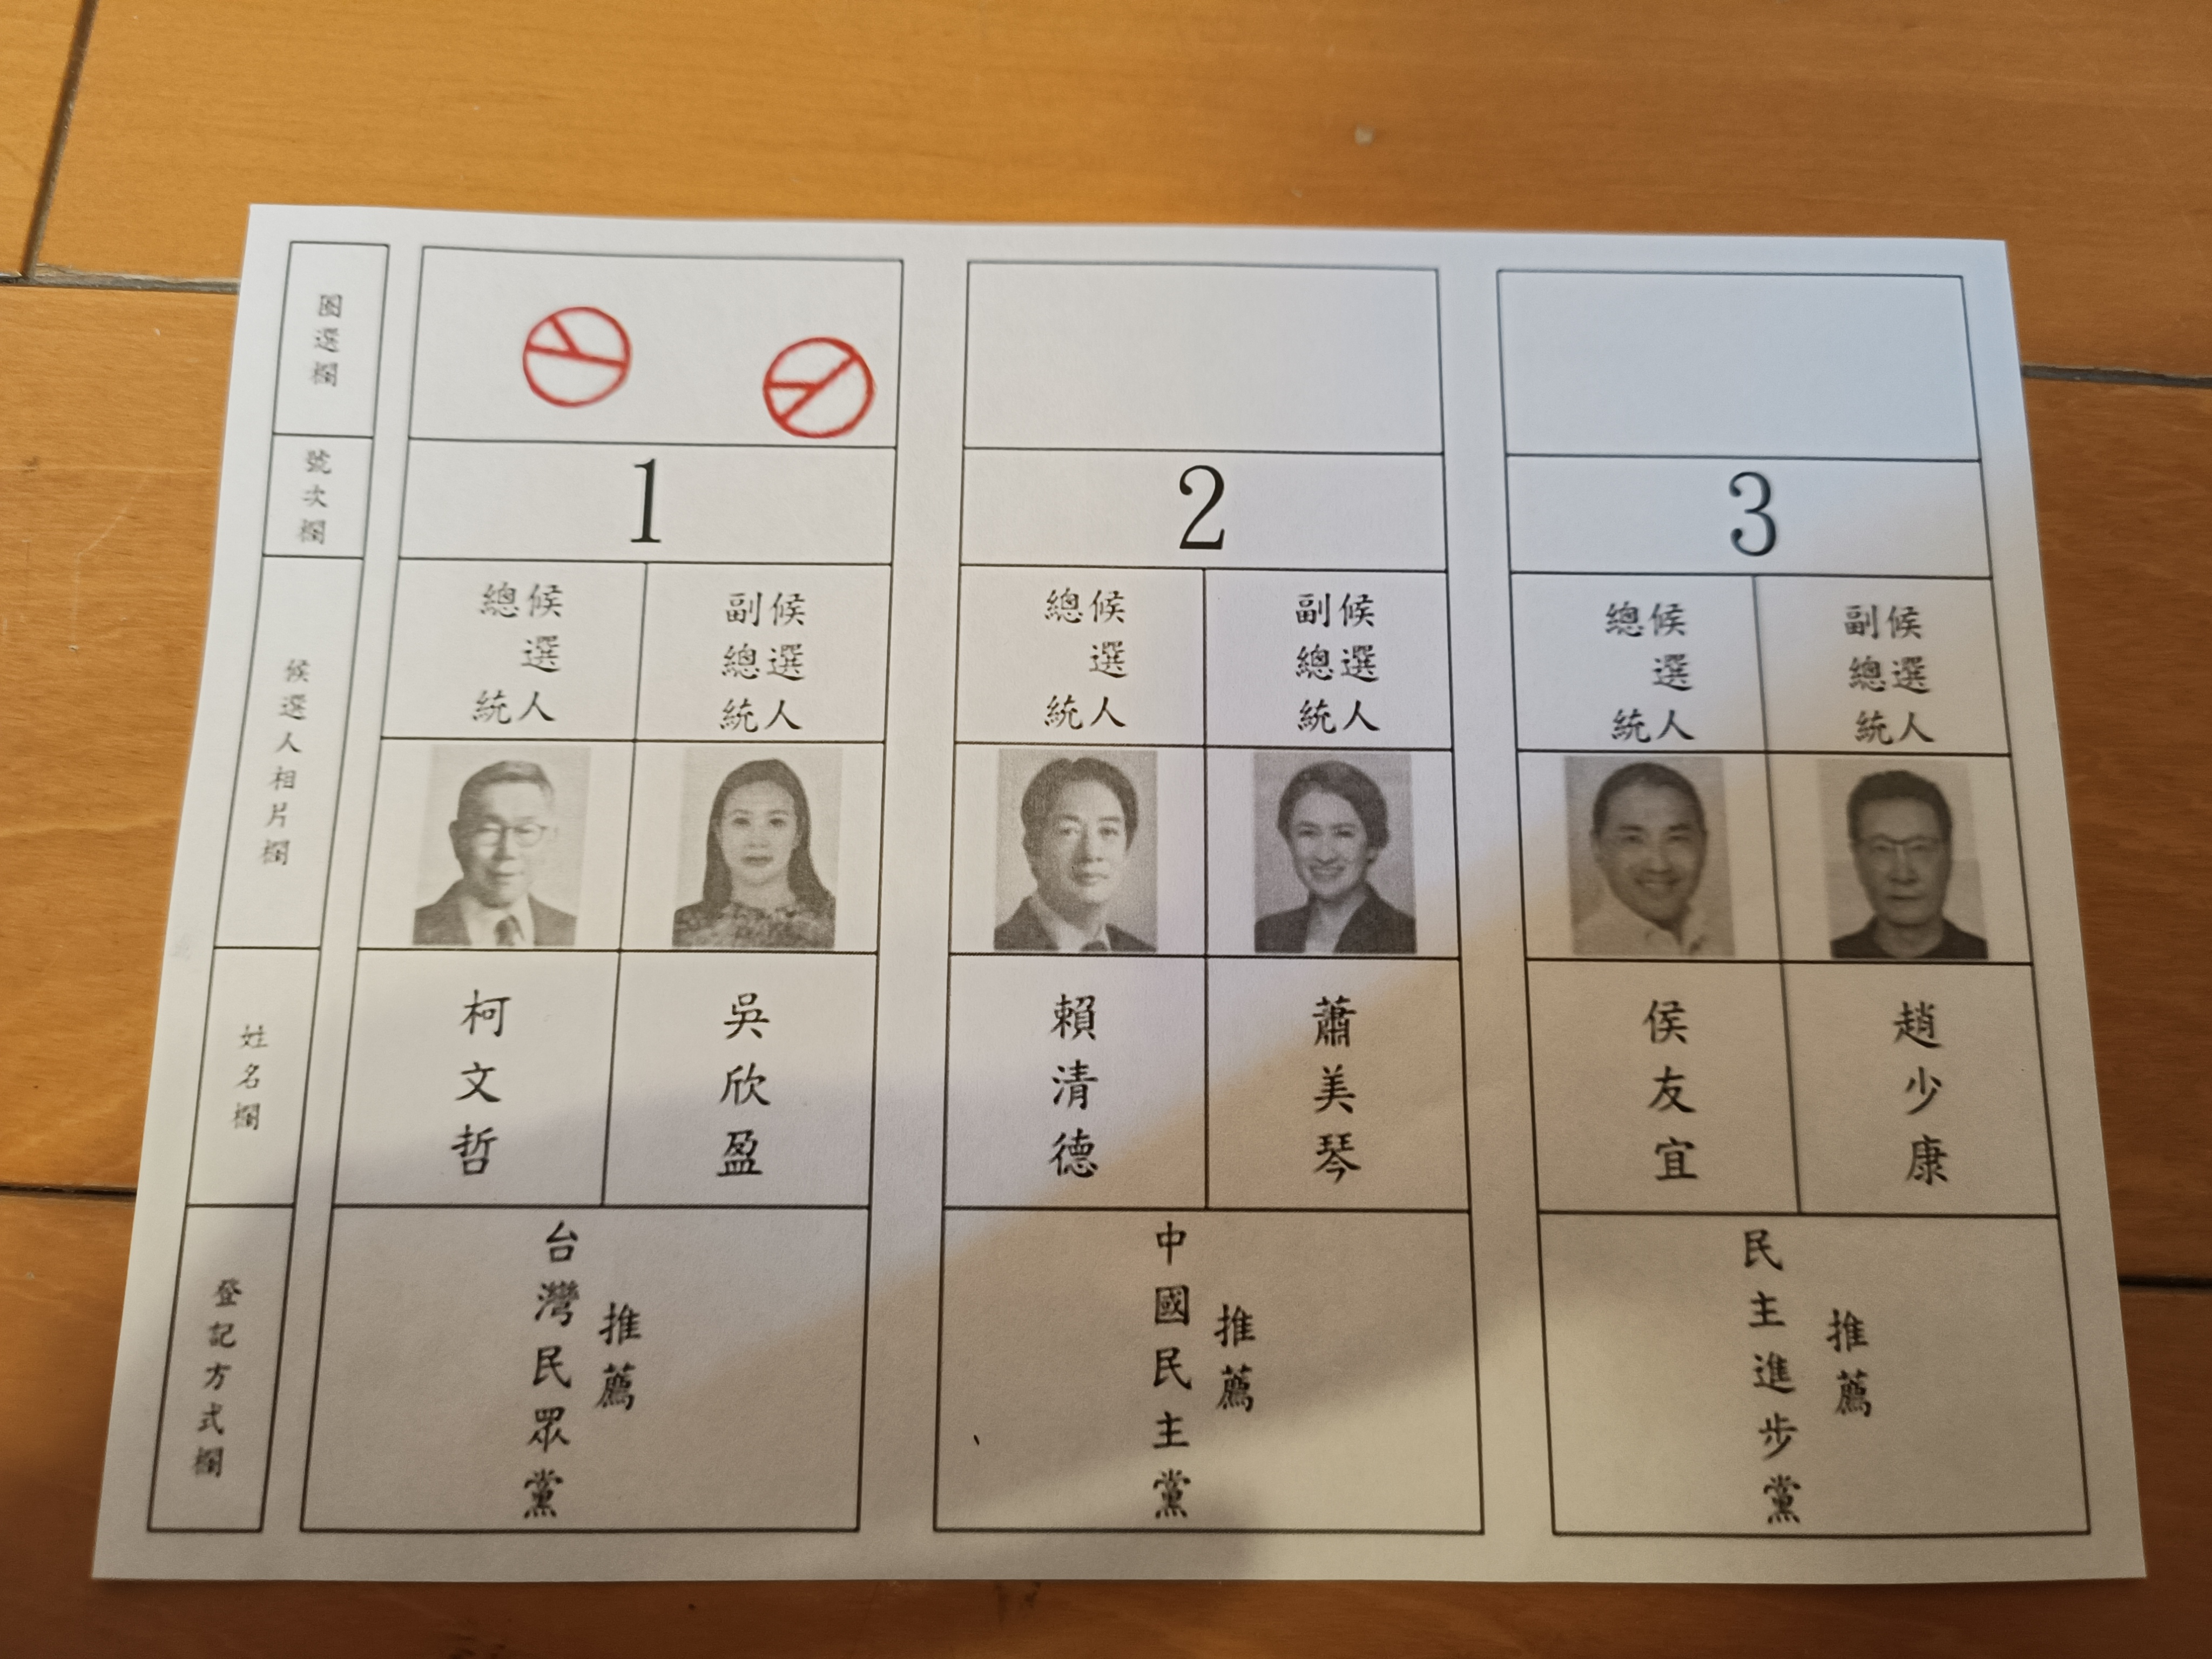 圈選欄
號次欄
候選人相片欄
姓名欄
登記方式欄
1
總統候選人
副總統候選人
柯文哲
吳欣盈
台灣民眾黨
推薦
2
總統候選人
副總統候選人
賴清德
蕭美琴
中國民主黨
推薦
3
總統候選人
副總統候選人
侯友宜
趙少康
民主進步黨
推薦